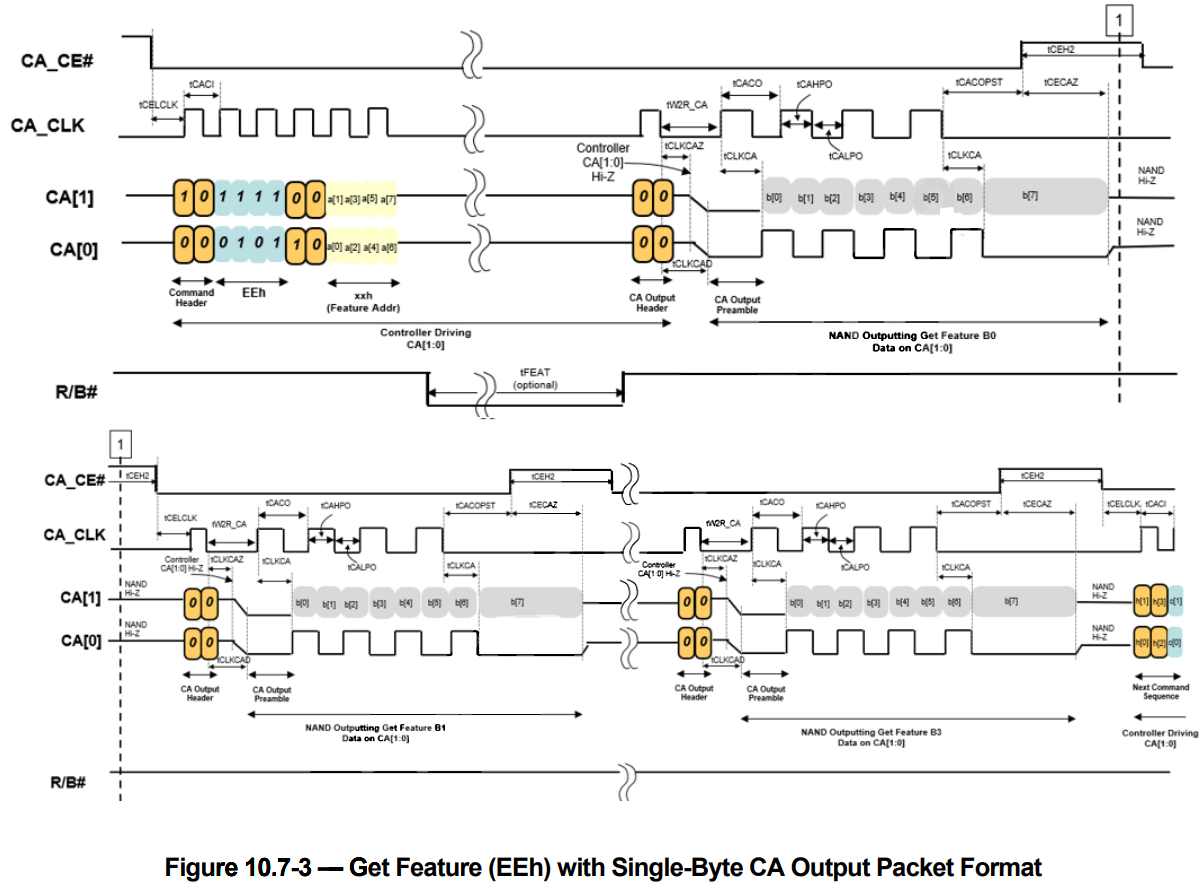 1
CA_CE#
tCEH2
tCACI
tCACO
tCAHPO
tCACOPST
tCECAZ
tCELCLK
tW2R_CA
CA_CLK
tCLKCAZ
tCLKCA
tCALPO
tCLKCA
Controller
CA[1:0]
Hi-Z
NAND
Hi-Z
CA[1]
1 0 1 1 1 1 0 0 a[1] a[3] a[5] a[7]
0 0
b[0] b[1] b[2] b[3] b[4] b[5] b[6] b[7]
NAND
Hi-Z
CA[0]
0 0 0 1 0 1 1 0 a[0] a[2] a[4] a[6]
0 0
tCLKCAD
Command
Header
EEh
xxh
(Feature Addr)
CA Output
Header
CA Output
Preamble
Controller Driving
CA[1:0]
NAND Outputting Get Feature B0
Data on CA[1:0]
R/B#
tFEAT
(optional)
1
CA_CE#
tCEH2
tCEH2
tCEH2
tCACO
tCAHPO
tCACOPST
tCECAZ
tCACO
tCAHPO
tCACOPST
tCECAZ
tCELCLK
tCACI
tCELCLK
tW2R_CA
tW2R_CA
CA_CLK
tCLKCAZ
tCLKCA
tCALPO
tCLKCA
tCLKCAZ
tCLKCA
tCALPO
tCLKCA
Controller
CA[1:0] Hi-Z
Controller
CA[1:0] Hi-Z
NAND
Hi-Z
NAND
Hi-Z
CA[1]
0 0
b[0] b[1] b[2] b[3] b[4] b[5] b[6] b[7]
0 0
b[0] b[1] b[2] b[3] b[4] b[5] b[6] b[7]
h[1] h[3] c[1]
NAND
Hi-Z
NAND
Hi-Z
CA[0]
0 0
0 0
h[0] h[2] c[0]
tCLKCAD
tCLKCAD
CA Output
Header
CA Output
Preamble
CA Output
Header
CA Output
Preamble
Next Command
Sequence
NAND Outputting Get Feature B1
Data on CA[1:0]
NAND Outputting Get Feature B3
Data on CA[1:0]
Controller Driving
CA[1:0]
R/B#
Figure 10.7-3 — Get Feature (EEh) with Single-Byte CA Output Packet Format